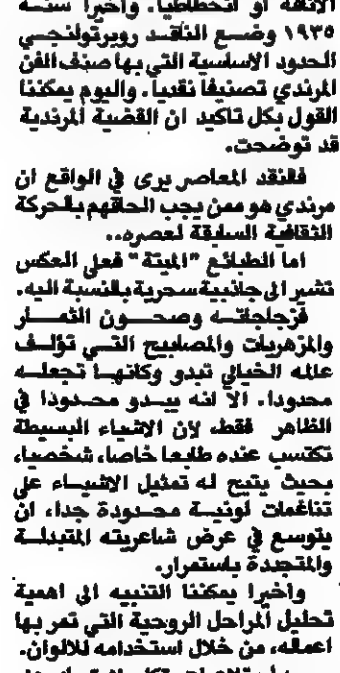 الأناقة او انحطاطيا. وأخيرا سنة
١٩٣٥ وضع الناقد روبرتولنجي
الحدود الاساسية التي بها صنف الفن
المرندي تصنيفا نقديا. واليوم يمكننا
القول بكل تاكيد ان القضية المرندية
قد توضحت.
فالنقد المعاصر يرى في الواقع ان
مرندي هو ممن يجب الحاقهم بالحركة
الثقافية السابقة لعصره..
اما الطبائع "الميتة" فعلى العكس
تشير الى جاذبية سحرية بالنسبة اليه.
فزجاجاته وصحون الثمار
والمزهريات والمصابيح التي تؤلف
عالمه الخيالي تبدو وكانها تجعله
محدودا. الا انه يبدو محدودا في
الظاهر فقط، لان الاشياء البسيطة
تكتسب عنده طابعا خاصا، شخصيا،
بحيث يتيح له تمثيل الاشياء على
تناغمات لونية محدودة جدا، ان
يتوسع في عرض شاعريته المتبدلة
والمتجددة باستمرار.
واخيرا يمكننا التنبيه الى اهمية
تحليل المراحل الروحية التي تمر بها
اعماله، من خلال استخدامه للالوان.